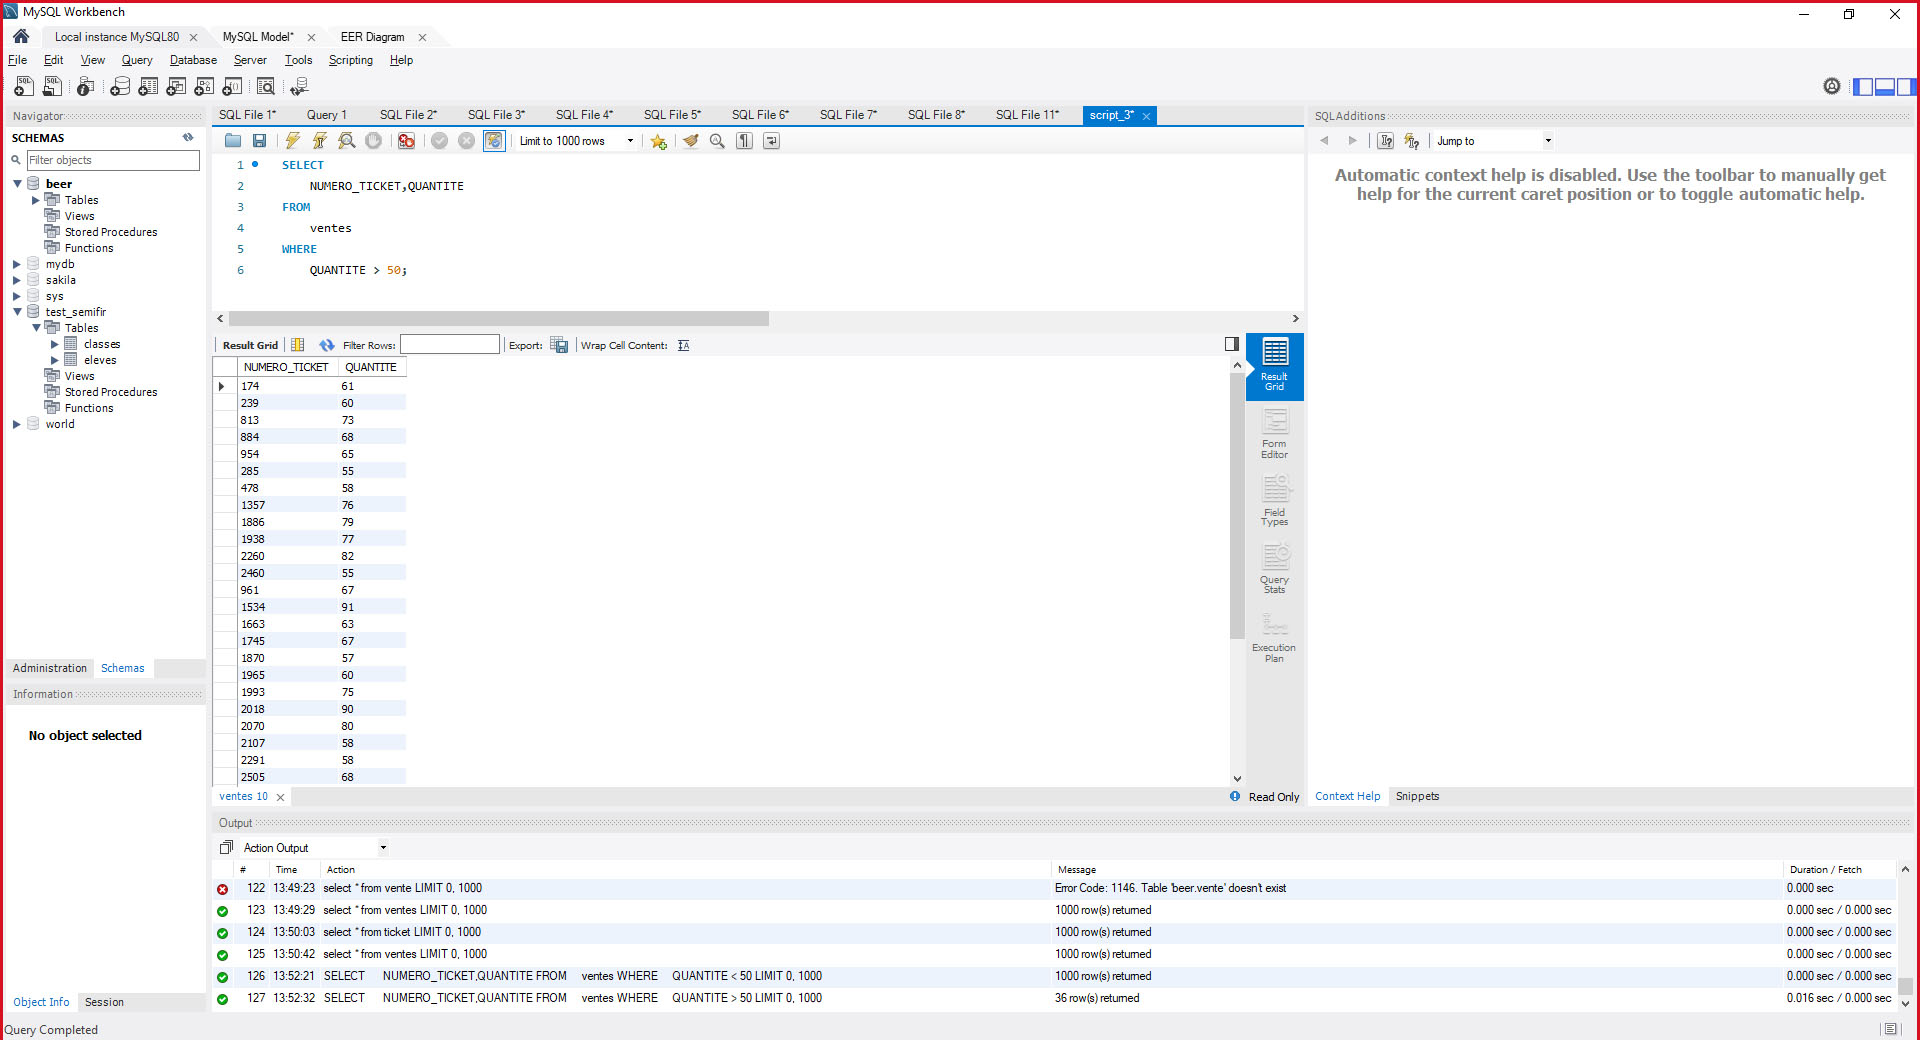 MySQL Workbench
Local instance MySQL80
MySQL Model*
EER Diagram
File Edit View Query Database Server Tools Scripting Help
Navigator
SCHEMAS
Filter objects
beer
Tables
Views
Stored Procedures
Functions
mydb
sakila
sys
test_semifir
Tables
classes
eleves
Views
Stored Procedures
Functions
world
Administration Schemas
Information
No object selected
Object Info Session
SQL File 1* Query 1 SQL File 2* SQL File 3* SQL File 4* SQL File 5* SQL File 6* SQL File 7* SQL File 8* SQL File 11* script_3*
Limit to 1000 rows
1 SELECT
2 NUMERO_TICKET,QUANTITE
3 FROM
4 ventes
5 WHERE
6 QUANTITE > 50;
Result Grid Filter Rows: Export: Wrap Cell Content:
NUMERO_TICKET QUANTITE
174 61
239 60
813 73
884 68
954 65
285 55
478 58
1357 76
1886 79
1938 77
2260 82
2460 55
961 67
1534 91
1663 63
1745 67
1870 57
1965 60
1993 75
2018 90
2070 80
2107 58
2291 58
2505 68
Result
Grid
Form
Editor
Field
Types
Query
Stats
Execution
Plan
ventes 10
Read Only
SQLAdditions
Jump to
Automatic context help is disabled. Use the toolbar to manually get
help for the current caret position or to toggle automatic help.
Context Help Snippets
Output
Action Output
# Time Action Message Duration / Fetch
122 13:49:23 select * from vente LIMIT 0, 1000 Error Code: 1146. Table 'beer.vente' doesn't exist 0.000 sec
123 13:49:29 select * from ventes LIMIT 0, 1000 1000 row(s) returned 0.000 sec / 0.000 sec
124 13:50:03 select * from ticket LIMIT 0, 1000 1000 row(s) returned 0.000 sec / 0.000 sec
125 13:50:42 select * from ventes LIMIT 0, 1000 1000 row(s) returned 0.000 sec / 0.000 sec
126 13:52:21 SELECT NUMERO_TICKET,QUANTITE FROM ventes WHERE QUANTITE < 50 LIMIT 0, 1000 1000 row(s) returned 0.000 sec / 0.000 sec
127 13:52:32 SELECT NUMERO_TICKET,QUANTITE FROM ventes WHERE QUANTITE > 50 LIMIT 0, 1000 36 row(s) returned 0.016 sec / 0.000 sec
Query Completed